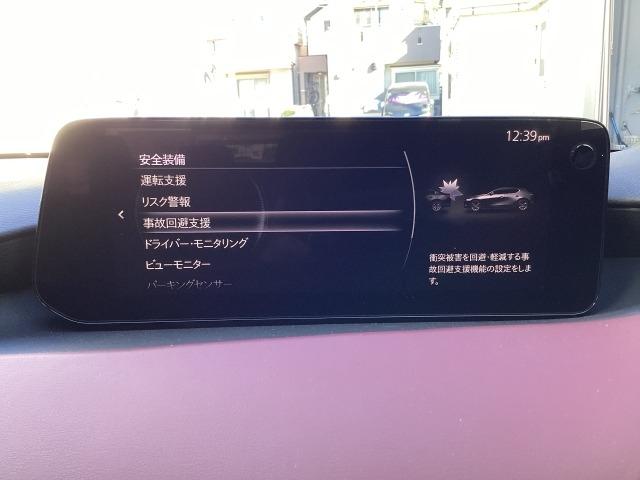 12:39pm
安全装備
運転支援
リスク警報
事故回避支援
ドライバー・モニタリング
ビューモニター
パーキングセンサー
衝突被害を回避・軽減する事
故回避支援機能の設定をしま
す。